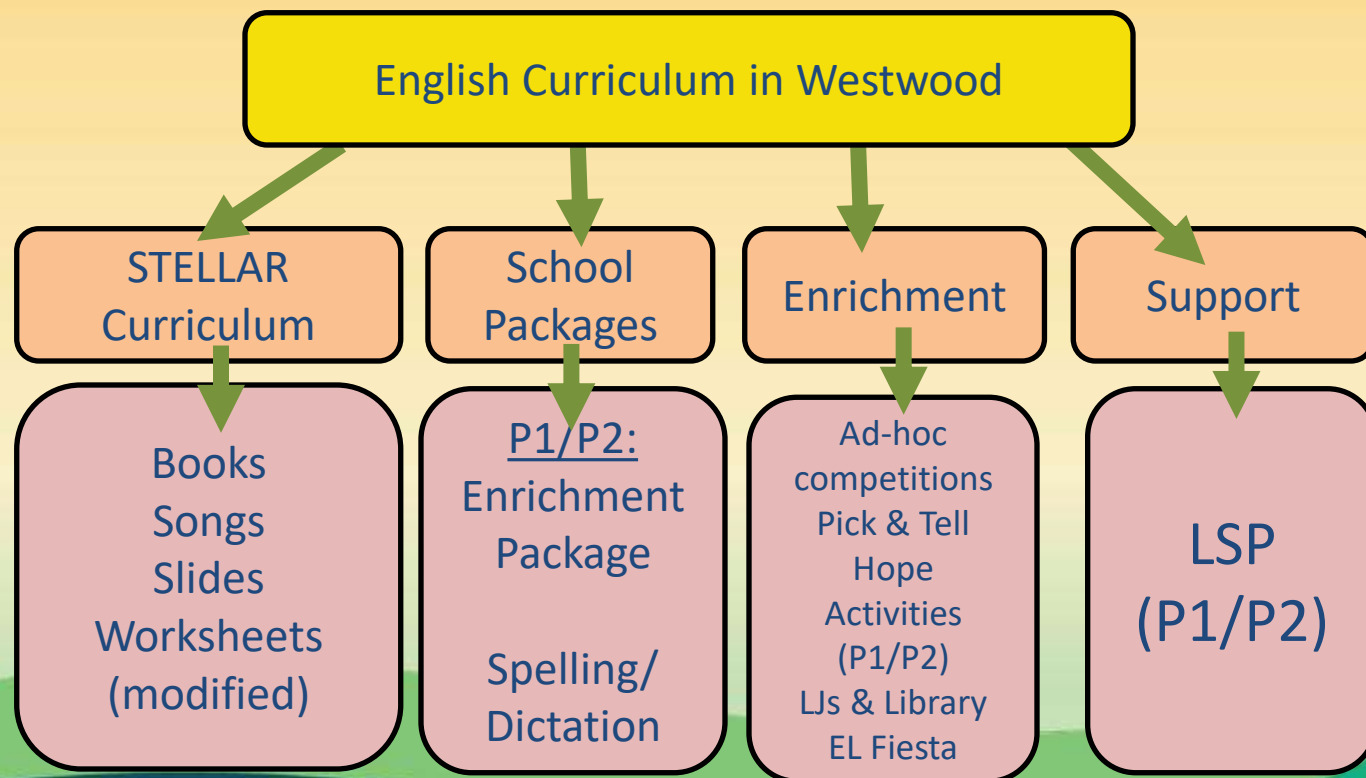 English Curriculum in Westwood
STELLAR
Curriculum
School
Packages
Enrichment
Support
Books
Songs
Slides
Worksheets
(modified)
P1/P2:
Enrichment
Package
Spelling/
Dictation
Ad-hoc
competitions
Pick & Tell
Hope
Activities
(P1/P2)
LJs & Library
EL Fiesta
LSP
(P1/P2)